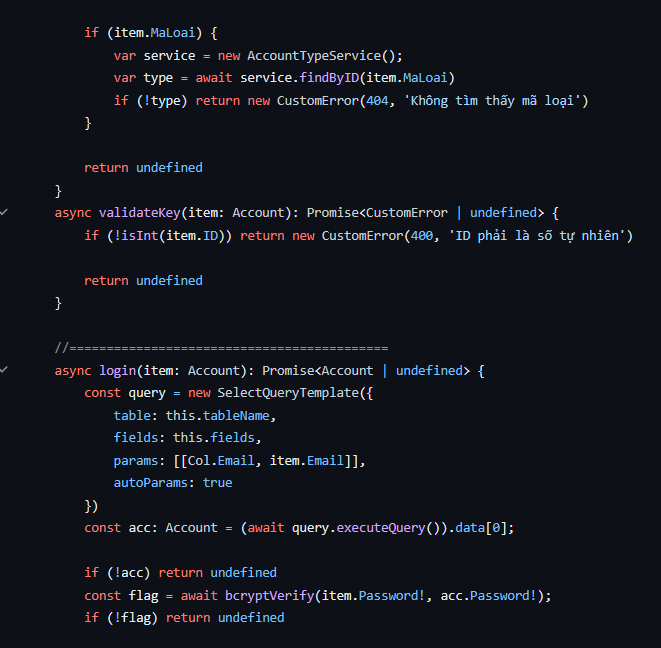 if (item.MaLoai) {
var service = new AccountTypeService();
var type = await service.findByID(item.MaLoai)
if (!type) return new CustomError(404, 'Không tìm thấy mã loại')
}
return undefined
}
async validateKey(item: Account): Promise<CustomError | undefined> {
if (!isInt(item.ID)) return new CustomError(400, 'ID phải là số tự nhiên')
return undefined
}
//===========================================
async login(item: Account): Promise<Account | undefined> {
const query = new SelectQueryTemplate({
table: this.tableName,
fields: this.fields,
params: [[Col.Email, item.Email]],
autoParams: true
})
const acc: Account = (await query.executeQuery()).data[0];
if (!acc) return undefined
const flag = await bcryptVerify(item.Password!, acc.Password!);
if (!flag) return undefined